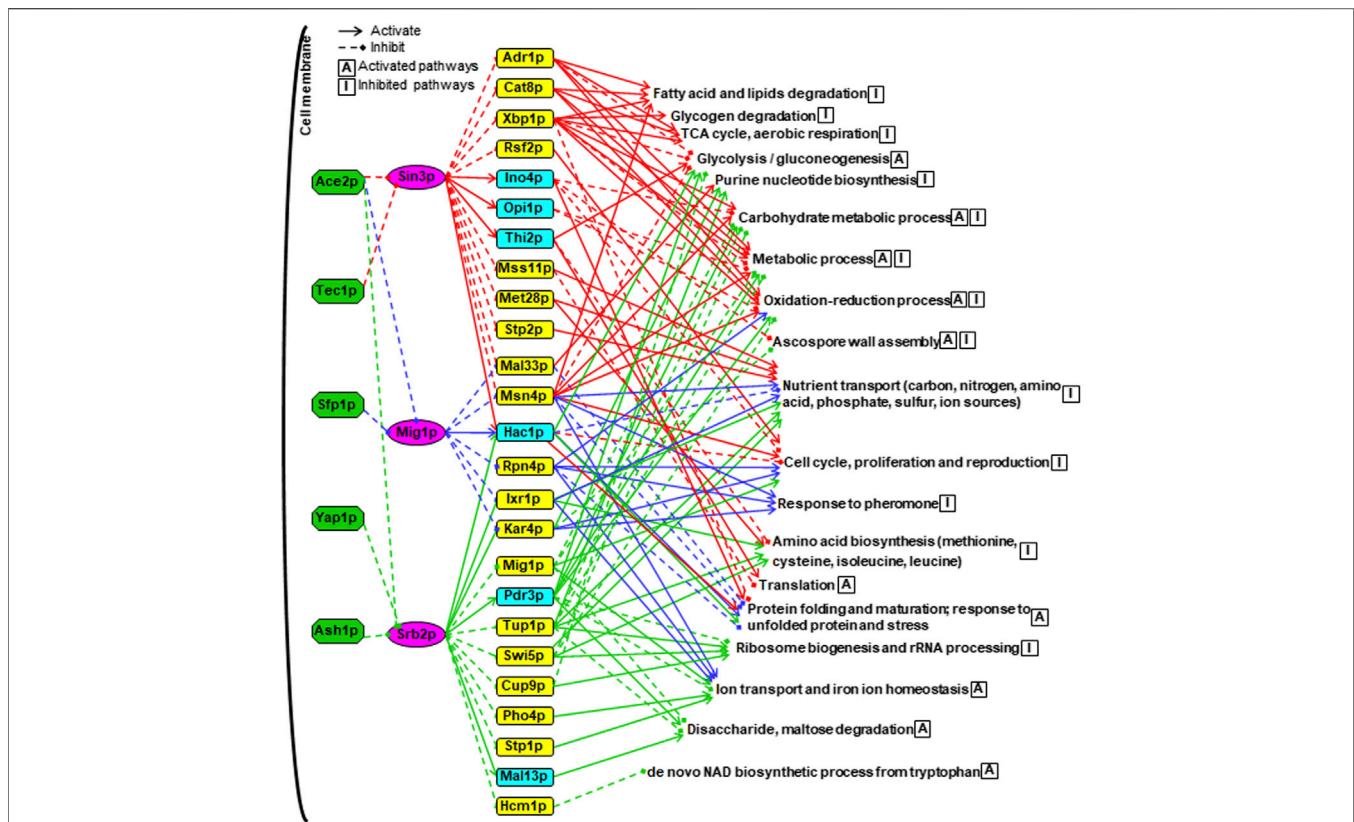 Cell membrane
Activate
Inhibit
A Activated pathways
I Inhibited pathways
Ace2p
Tec1p
Sfp1p
Yap1p
Ash1p
Sin3p
Mig1p
Srb2p
Adr1p
Cat8p
Xbp1p
Rsf2p
Ino4p
Opi1p
Thi2p
Mss11p
Met28p
Stp2p
Mal33p
Msn4p
Hac1p
Rpn4p
Ixr1p
Kar4p
Mig1p
Pdr3p
Tup1p
Swi5p
Cup9p
Pho4p
Stp1p
Mal13p
Hcm1p
Fatty acid and lipids degradation I
Glycogen degradation I
TCA cycle, aerobic respiration I
Glycolysis / gluconeogenesis A
Purine nucleotide biosynthesis I
Carbohydrate metabolic process A I
Metabolic process A I
Oxidation-reduction process A I
Ascospore wall assembly A I
Nutrient transport (carbon, nitrogen, amino
acid, phosphate, sulfur, ion sources) I
Cell cycle, proliferation and reproduction I
Response to pheromone I
Amino acid biosynthesis (methionine,
cysteine, isoleucine, leucine) I
Translation A
Protein folding and maturation; response to
unfolded protein and stress A
Ribosome biogenesis and rRNA processing I
Ion transport and iron ion homeostasis A
Disaccharide, maltose degradation A
de novo NAD biosynthetic process from tryptophan A